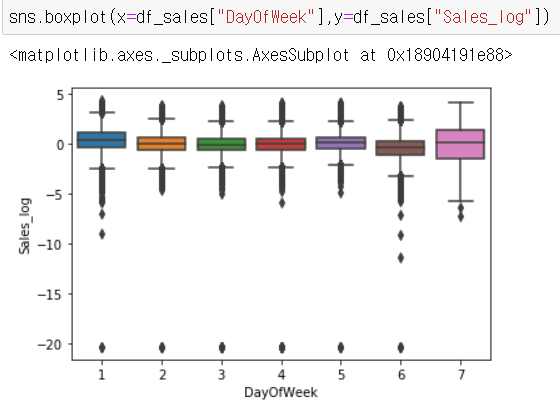 sns.boxplot(x=df_sales["DayOfWeek"],y=df_sales["Sales_log"])
<matplotlib.axes._subplots.AxesSubplot at 0x18904191e88>
5
0
−5
−10
−15
−20
Sales_log
1 2 3 4 5 6 7
DayOfWeek